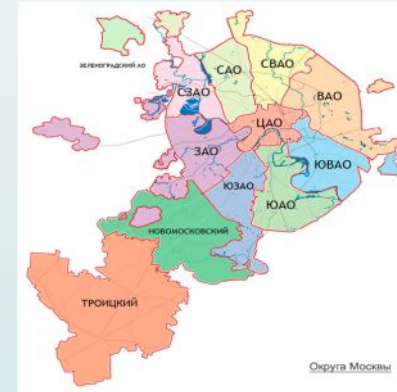 ЗЕЛЕНОГРАДСКИЙ АО
САО
СВАО
СЗАО
ВАО
ЦАО
ЗАО
ЮВАО
ЮЗАО
ЮАО
НОВОМОСКОВСКИЙ
ТРОИЦКИЙ
Округа Москвы